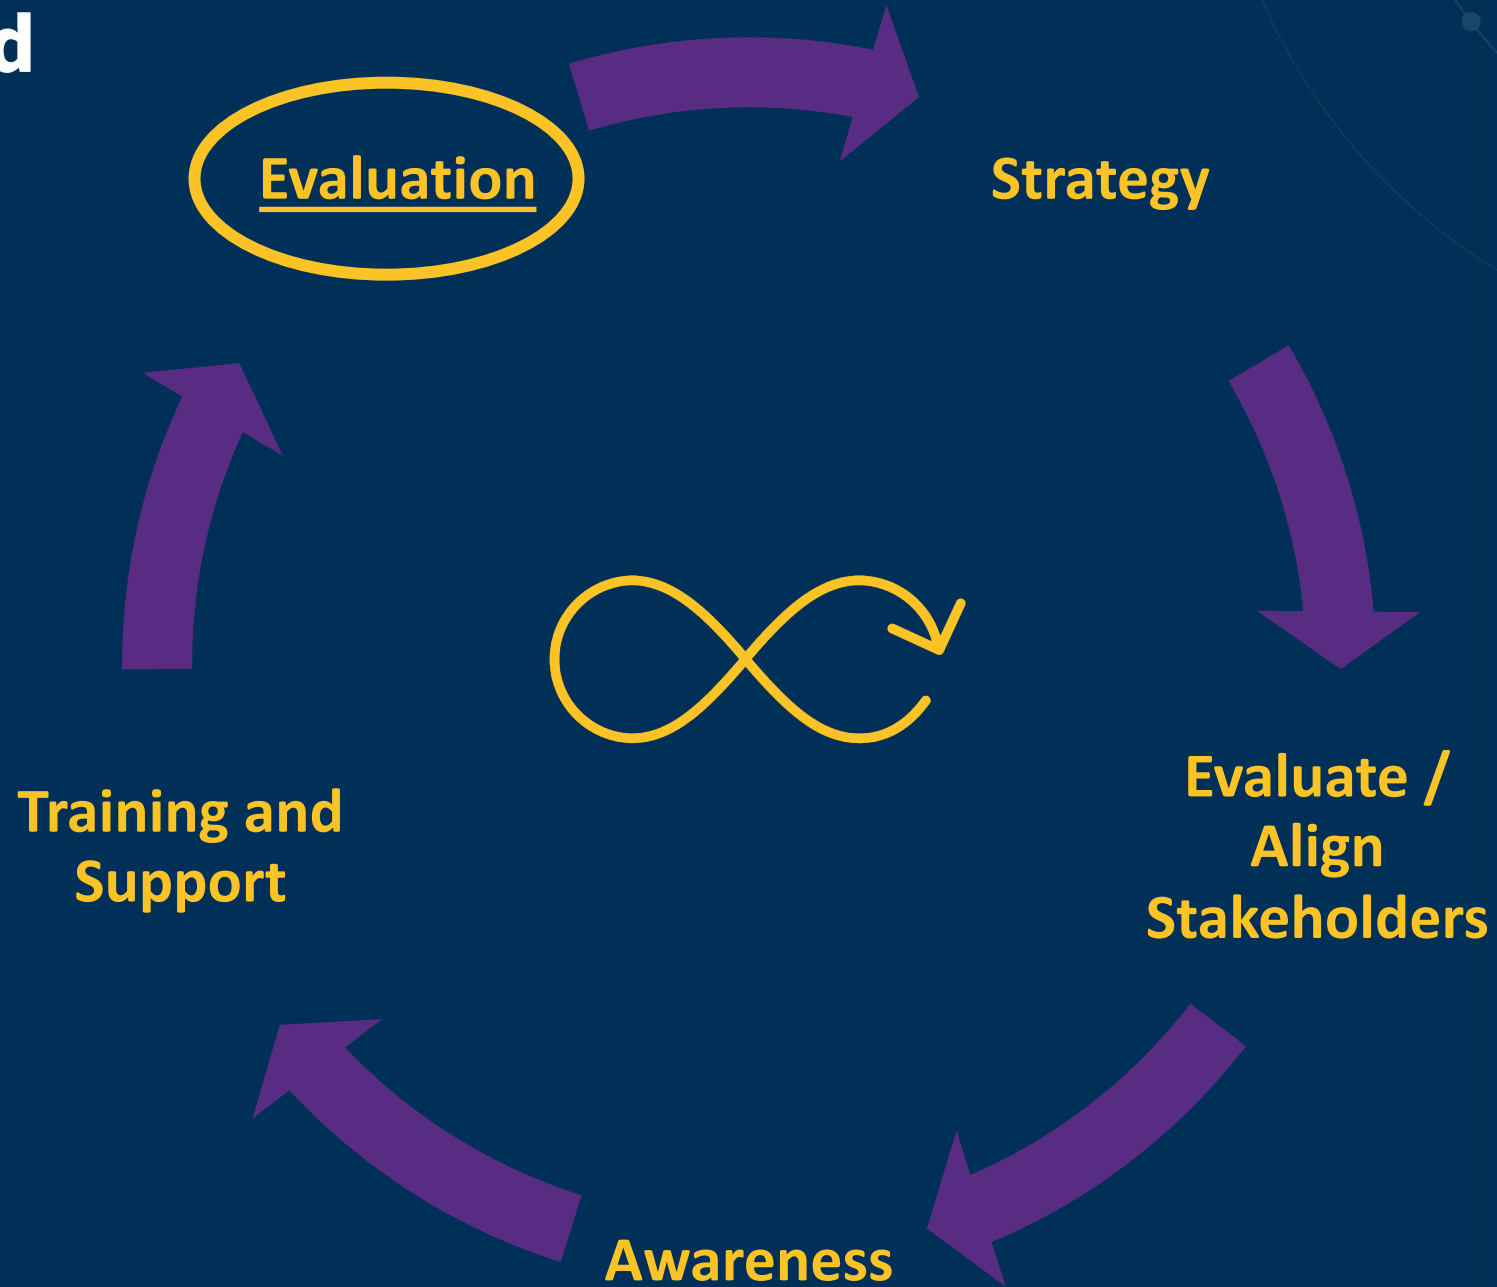 d
Evaluation
Strategy
Evaluate /
Align
Stakeholders
Training and
Support
Awareness